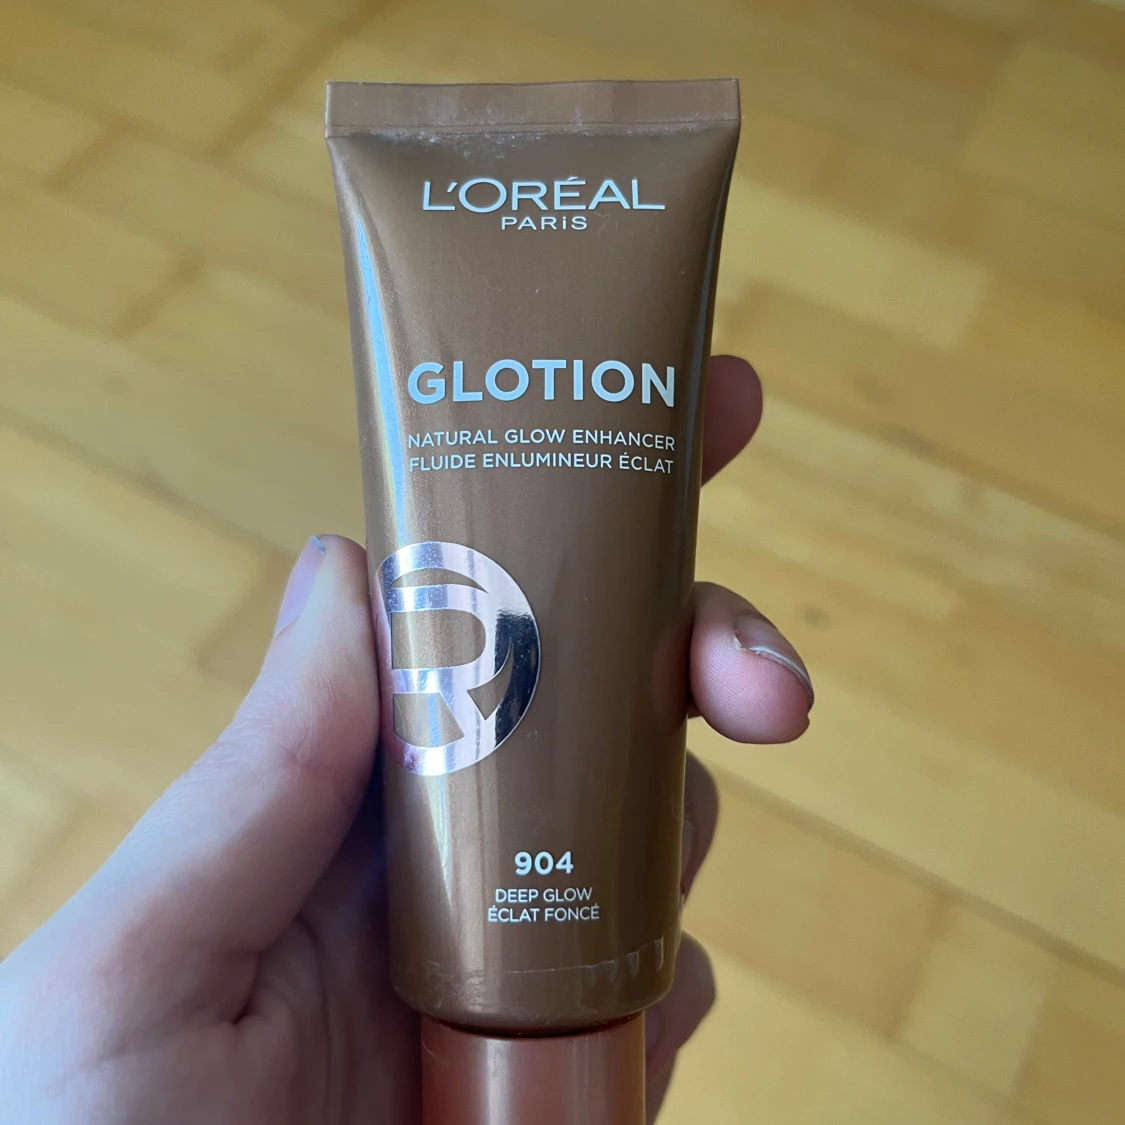 L'ORÉAL
PARiS
GLOTION
NATURAL GLOW ENHANCER
FLUIDE ENLUMINEUR ÉCLAT
R
904
DEEP GLOW
ÉCLAT FONCÉ